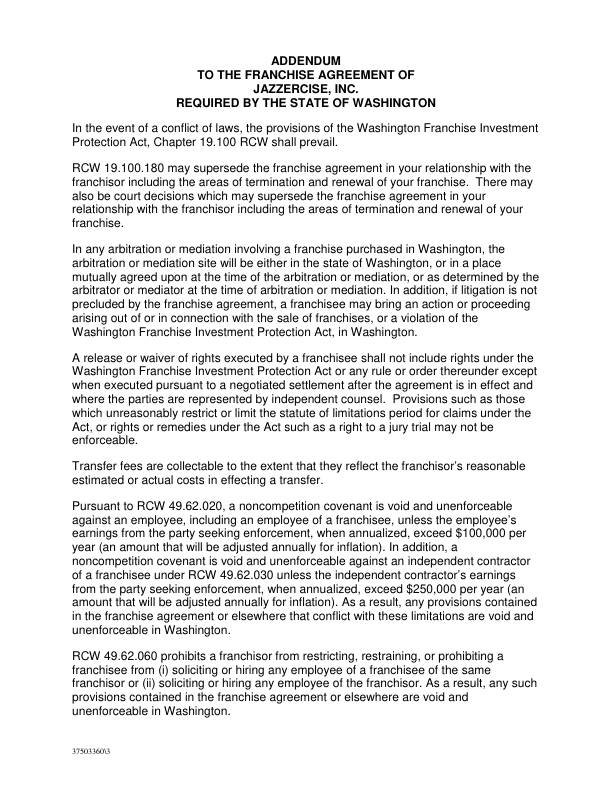 ADDENDUM
TO THE FRANCHISE AGREEMENT OF
JAZZERCISE, INC.
REQUIRED BY THE STATE OF WASHINGTON
In the event of a conflict of laws, the provisions of the Washington Franchise Investment
Protection Act, Chapter 19.100 RCW shall prevail.
RCW 19.100.180 may supersede the franchise agreement in your relationship with the
franchisor including the areas of termination and renewal of your franchise.  There may
also be court decisions which may supersede the franchise agreement in your
relationship with the franchisor including the areas of termination and renewal of your
franchise.
In any arbitration or mediation involving a franchise purchased in Washington, the
arbitration or mediation site will be either in the state of Washington, or in a place
mutually agreed upon at the time of the arbitration or mediation, or as determined by the
arbitrator or mediator at the time of arbitration or mediation. In addition, if litigation is not
precluded by the franchise agreement, a franchisee may bring an action or proceeding
arising out of or in connection with the sale of franchises, or a violation of the
Washington Franchise Investment Protection Act, in Washington.
A release or waiver of rights executed by a franchisee shall not include rights under the
Washington Franchise Investment Protection Act or any rule or order thereunder except
when executed pursuant to a negotiated settlement after the agreement is in effect and
where the parties are represented by independent counsel.  Provisions such as those
which unreasonably restrict or limit the statute of limitations period for claims under the
Act, or rights or remedies under the Act such as a right to a jury trial may not be
enforceable.
Transfer fees are collectable to the extent that they reflect the franchisor's reasonable
estimated or actual costs in effecting a transfer.
Pursuant to RCW 49.62.020, a noncompetition covenant is void and unenforceable
against an employee, including an employee of a franchisee, unless the employee's
earnings from the party seeking enforcement, when annualized, exceed $100,000 per
year (an amount that will be adjusted annually for inflation). In addition, a
noncompetition covenant is void and unenforceable against an independent contractor
of a franchisee under RCW 49.62.030 unless the independent contractor's earnings
from the party seeking enforcement, when annualized, exceed $250,000 per year (an
amount that will be adjusted annually for inflation). As a result, any provisions contained
in the franchise agreement or elsewhere that conflict with these limitations are void and
unenforceable in Washington.
RCW 49.62.060 prohibits a franchisor from restricting, restraining, or prohibiting a
franchisee from (i) soliciting or hiring any employee of a franchisee of the same
franchisor or (ii) soliciting or hiring any employee of the franchisor. As a result, any such
provisions contained in the franchise agreement or elsewhere are void and
unenforceable in Washington.
37503360\3